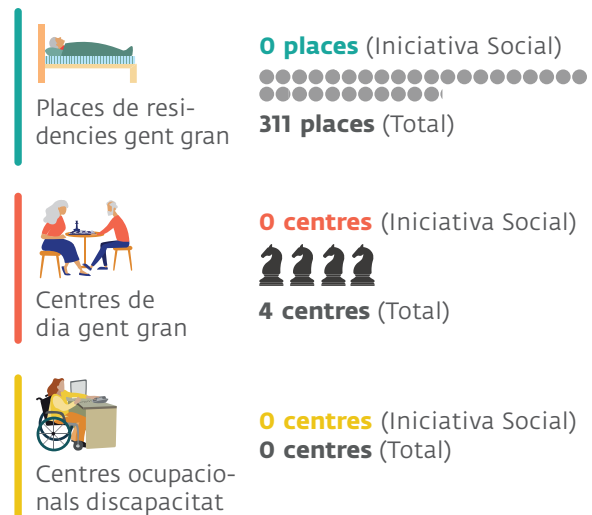 0 places (Iniciativa Social)
311 places (Total)
Places de resi-
dencies gent gran
0 centres (Iniciativa Social)
4 centres (Total)
Centres de
dia gent gran
0 centres (Iniciativa Social)
0 centres (Total)
Centres ocupacio-
nals discapacitat